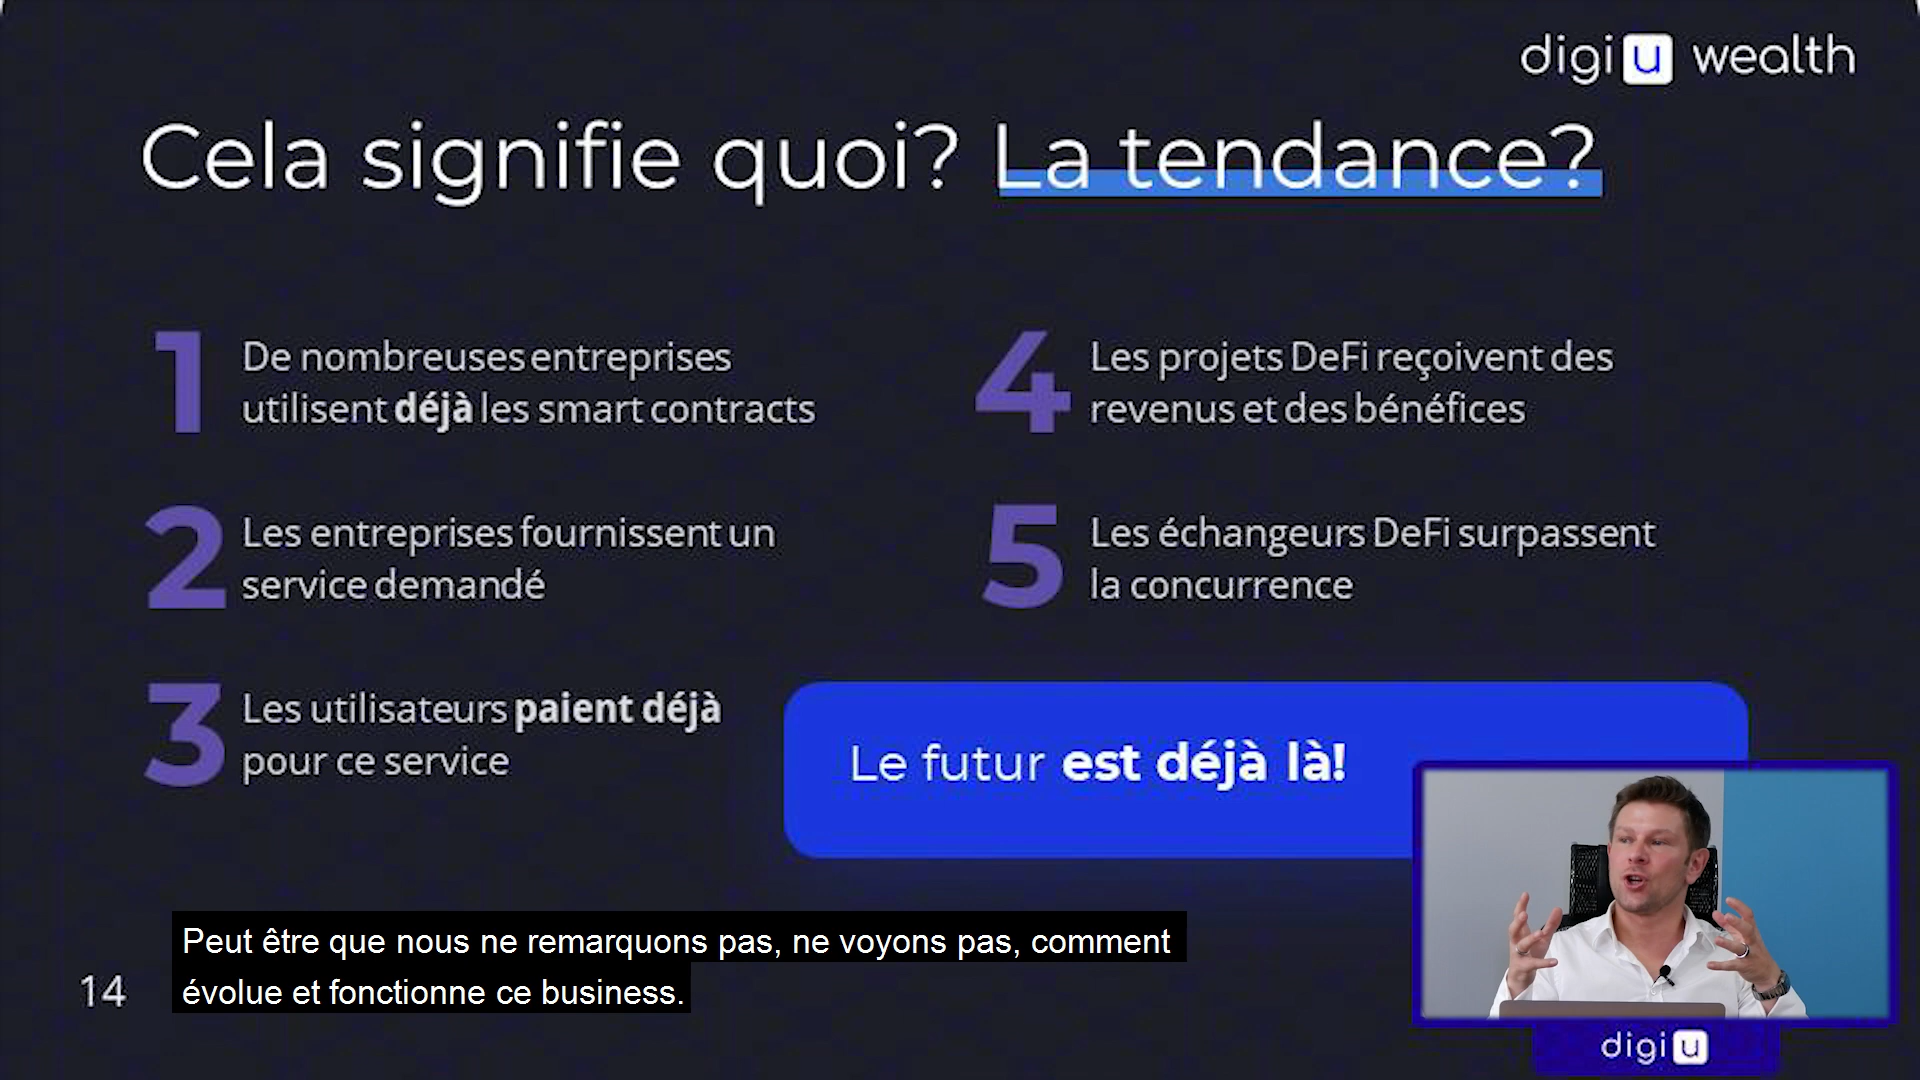 digi u wealth
Cela signifie quoi? La tendance?
1
De nombreuses entreprises
utilisent déjà les smart contracts
2
Les entreprises fournissent un
service demandé
3
Les utilisateurs paient déjà
pour ce service
4
Les projets DeFi reçoivent des
revenus et des bénéfices
5
Les échangeurs DeFi surpassent
la concurrence
Le futur est déjà là!
Peut être que nous ne remarquons pas, ne voyons pas, comment
évolue et fonctionne ce business.
14
digi u